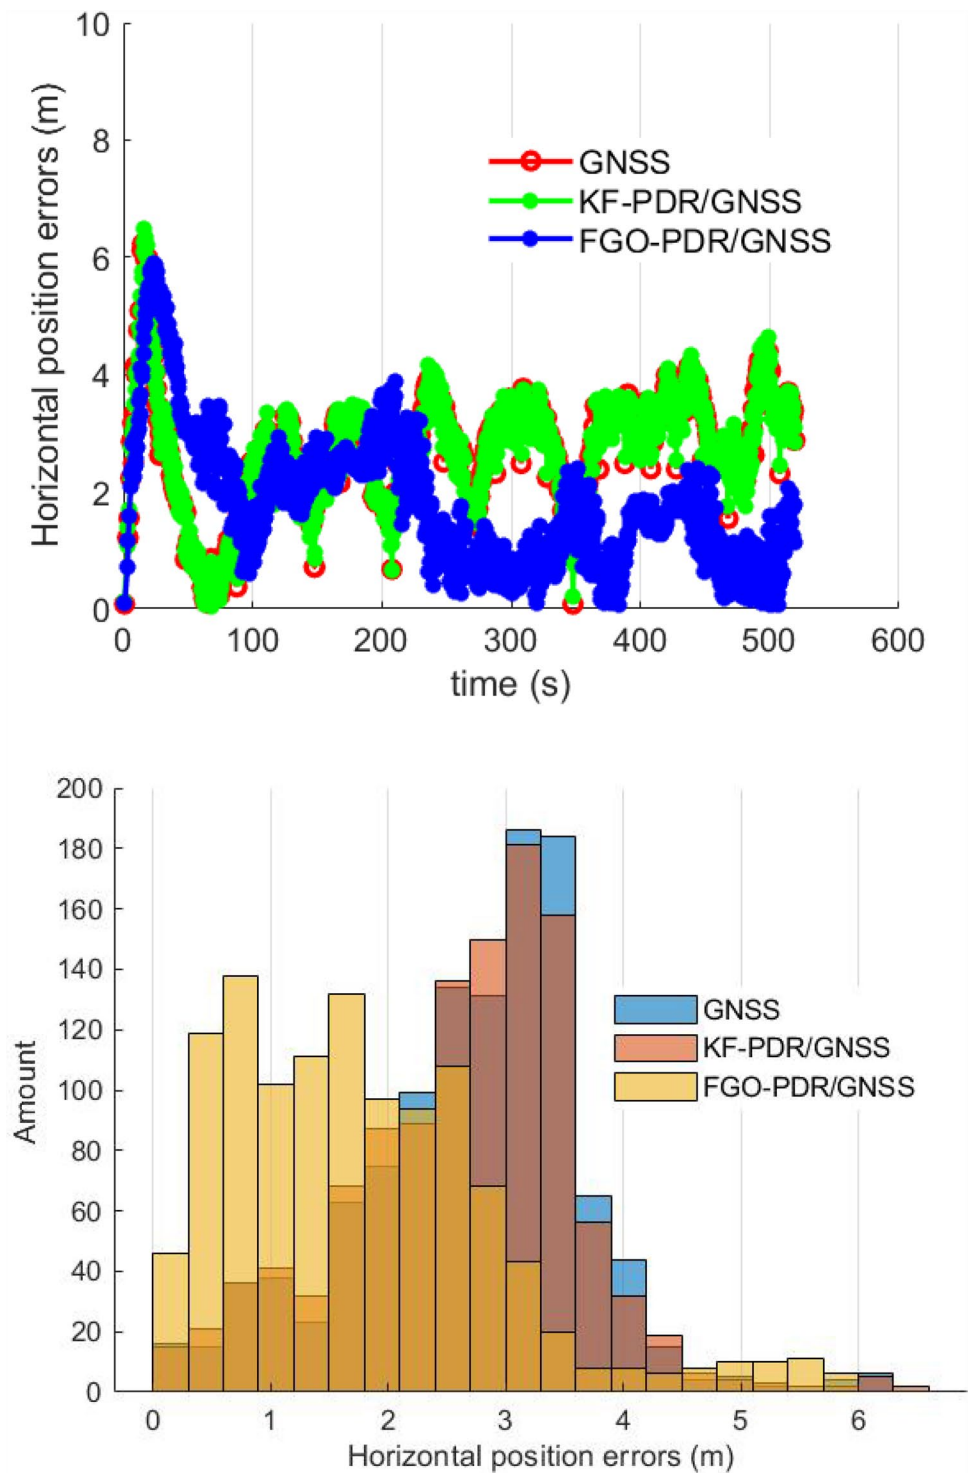 10
8
6
4
2
0
Horizontal position errors (m)
GNSS
KF-PDR/GNSS
FGO-PDR/GNSS
0 100 200 300 400 500 600
time (s)
200
180
160
140
120
100
80
60
40
20
0
Amount
GNSS
KF-PDR/GNSS
FGO-PDR/GNSS
0 1 2 3 4 5 6
Horizontal position errors (m)